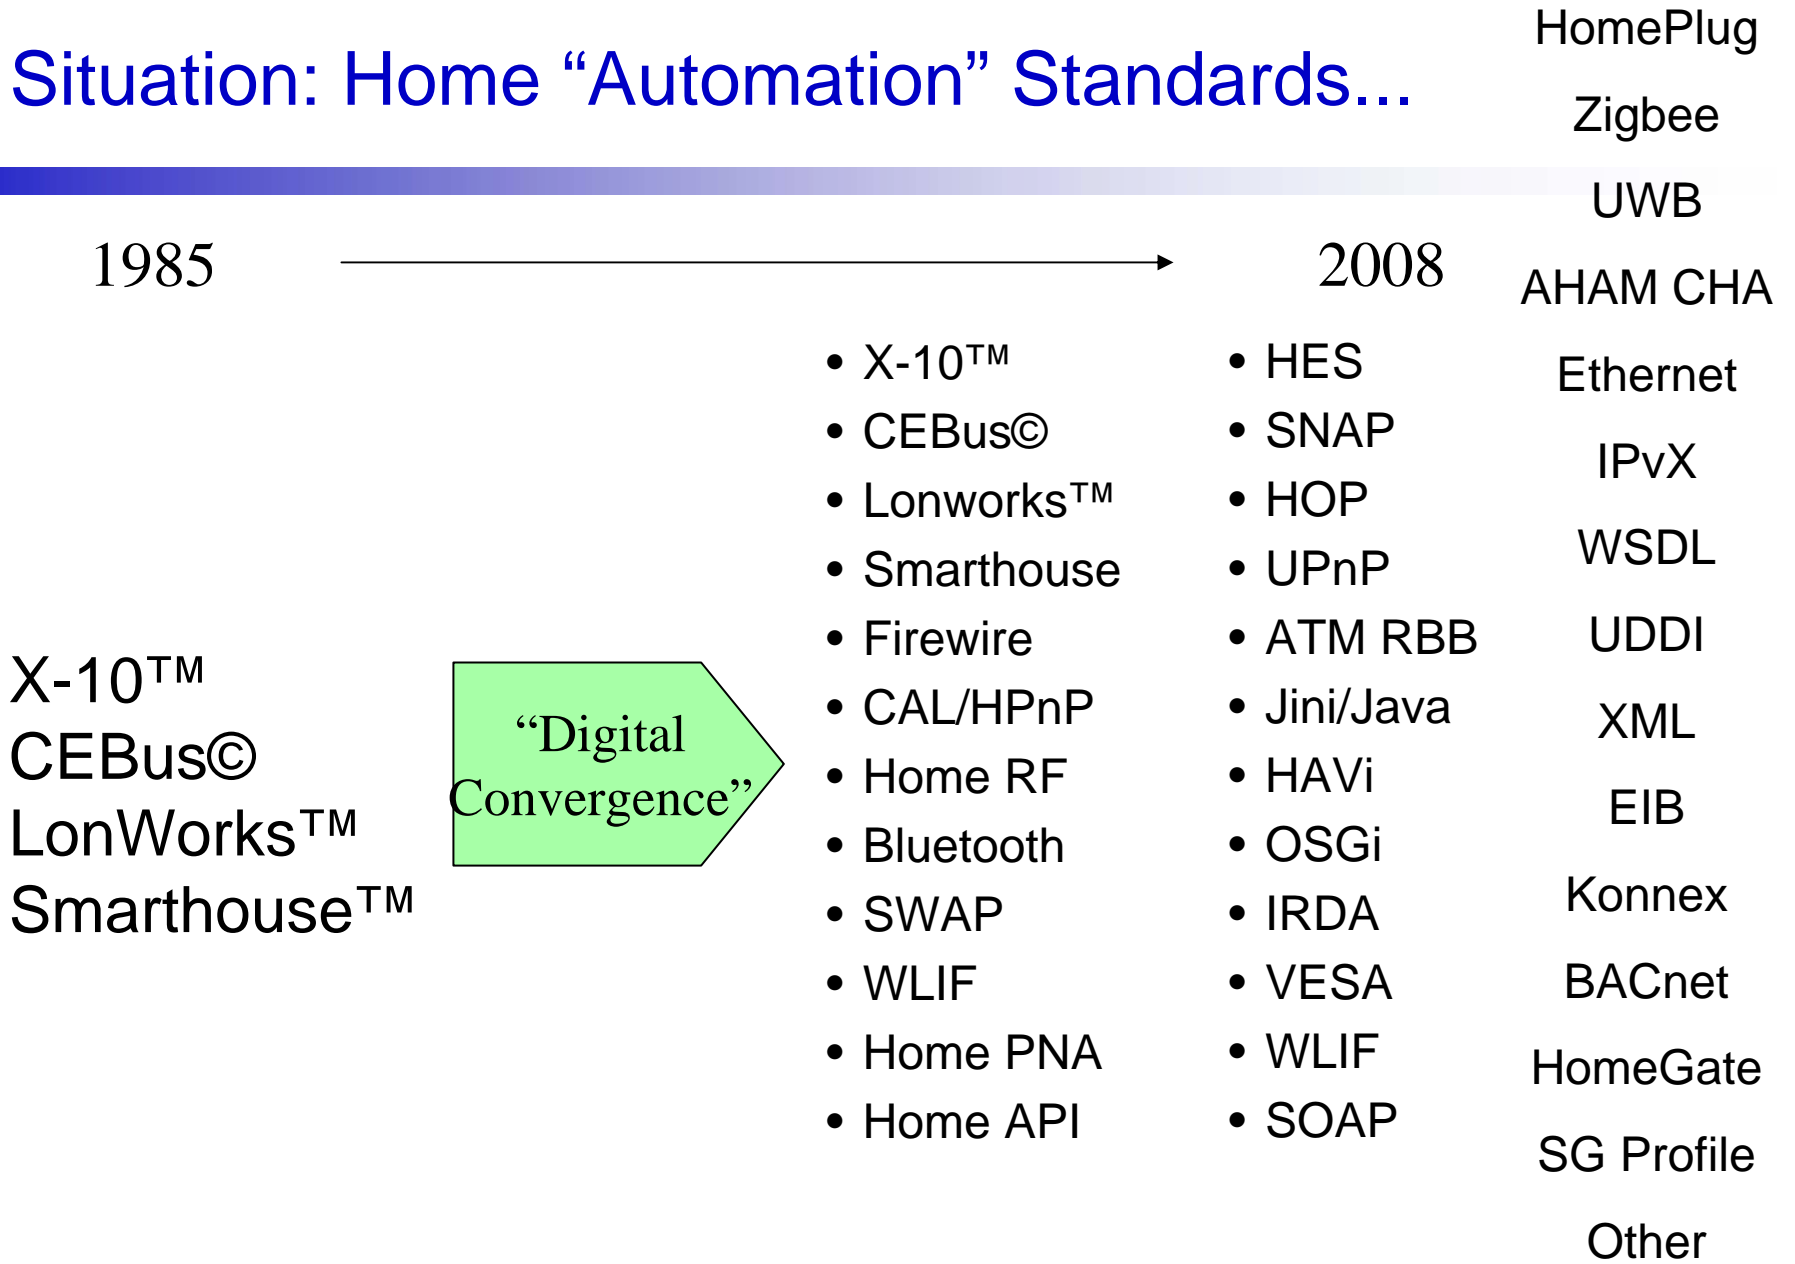 Situation: Home “Automation” Standards...
1985
2008
X-10™
CEBus©
LonWorks™
Smarthouse™
“Digital
Convergence”
• X-10™
• CEBus©
• Lonworks™
• Smarthouse
• Firewire
• CAL/HPnP
• Home RF
• Bluetooth
• SWAP
• WLIF
• Home PNA
• Home API
• HES
• SNAP
• HOP
• UPnP
• ATM RBB
• Jini/Java
• HAVi
• OSGi
• IRDA
• VESA
• WLIF
• SOAP
HomePlug
Zigbee
UWB
AHAM CHA
Ethernet
IPvX
WSDL
UDDI
XML
EIB
Konnex
BACnet
HomeGate
SG Profile
Other